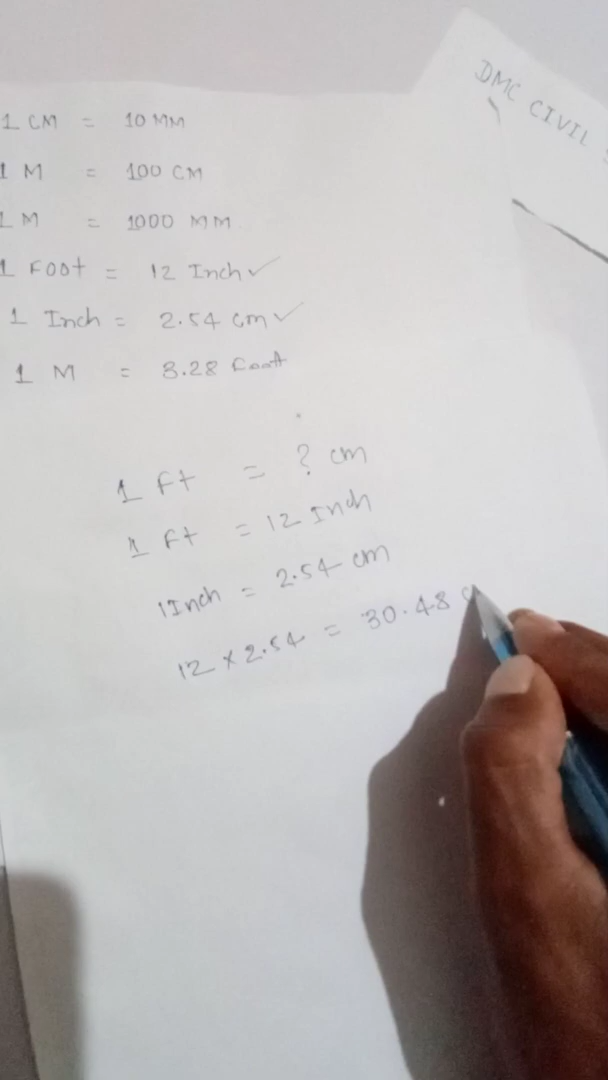 DMC CIVIL
1 CM = 10 MM
1 M = 100 CM
1 M = 1000 MM
1 Foot = 12 Inch ✓
1 Inch = 2.54 cm ✓
1 M = 3.28 Foot
1 Ft = ? cm
1 Ft = 12 Inch
1Inch = 2.54 cm
12 × 2.54 = 30.48 c